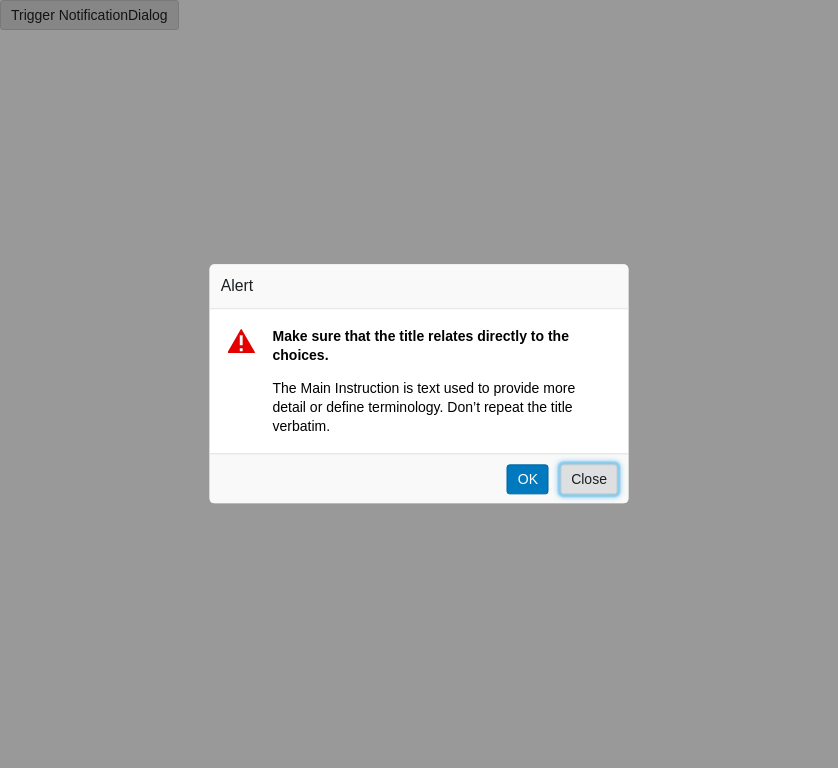 Trigger NotificationDialog
Alert
Make sure that the title relates directly to the
choices.
The Main Instruction is text used to provide more
detail or define terminology. Don’t repeat the title
verbatim.
OK Close